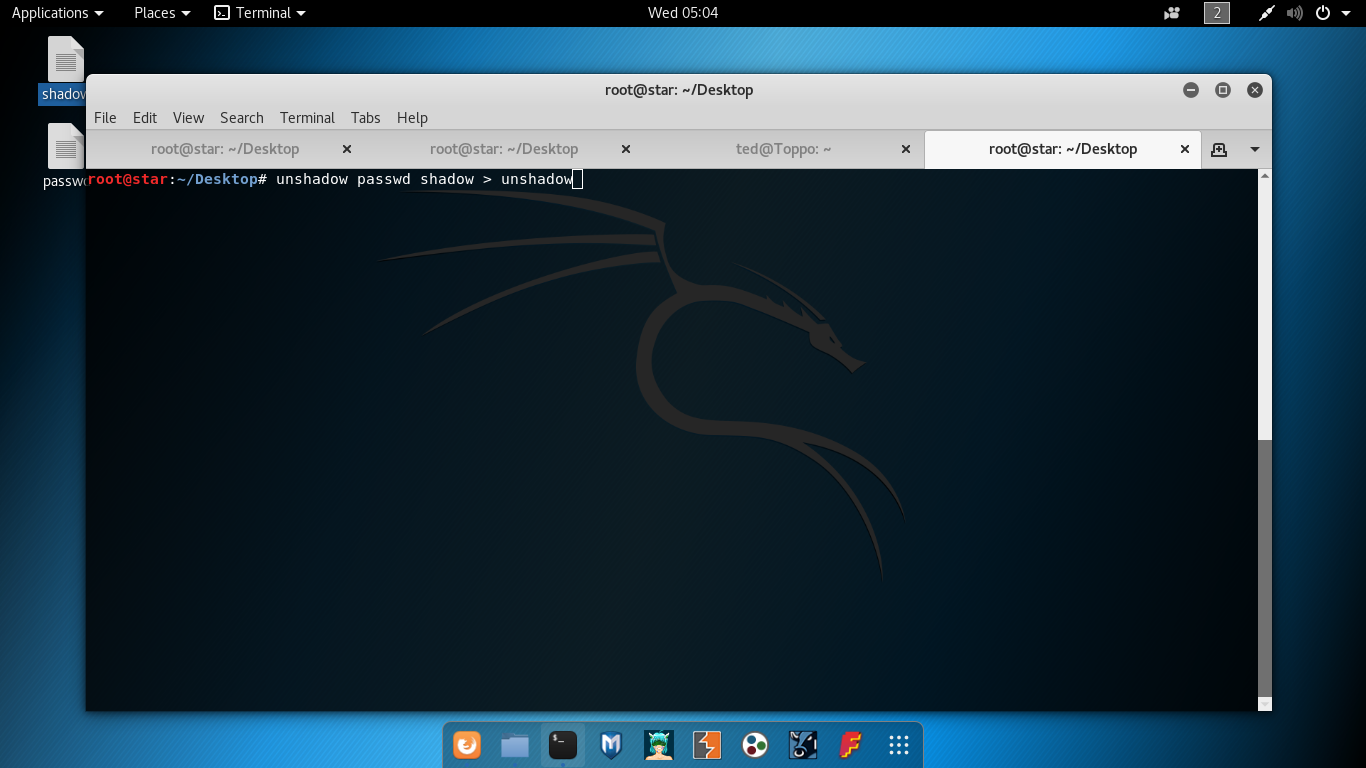 Applications Places Terminal Wed 05:04 2
shadow
root@star: ~/Desktop
File Edit View Search Terminal Tabs Help
root@star: ~/Desktop root@star: ~/Desktop ted@Toppo: ~ root@star: ~/Desktop
root@star:~/Desktop# unshadow passwd shadow > unshadow
passw